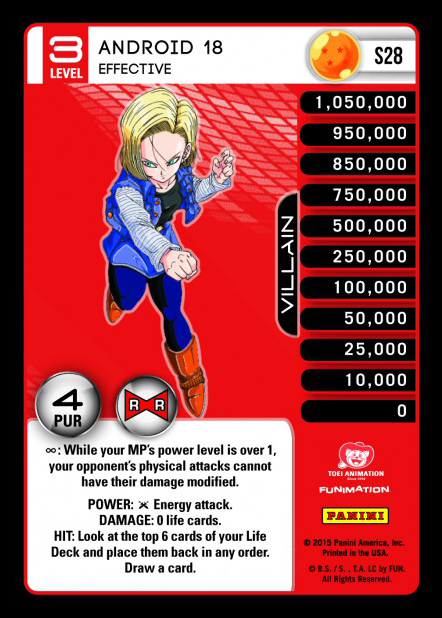 3
LEVEL
ANDROID 18
EFFECTIVE
S28
1,050,000
950,000
850,000
750,000
500,000
250,000
100,000
50,000
25,000
10,000
0
VILLAIN
4
PUR
R R
∞: While your MP's power level is over 1,
your opponent's physical attacks cannot
have their damage modified.
POWER: Energy attack.
DAMAGE: 0 life cards.
HIT: Look at the top 6 cards of your Life
Deck and place them back in any order.
Draw a card.
TOEI ANIMATION
Since 1956
FUNIMATION
PANINI
© 2015 Panini America, Inc.
Printed in the USA.
© B.S. / S. , T.A. LC by FUN.
All Rights Reserved.